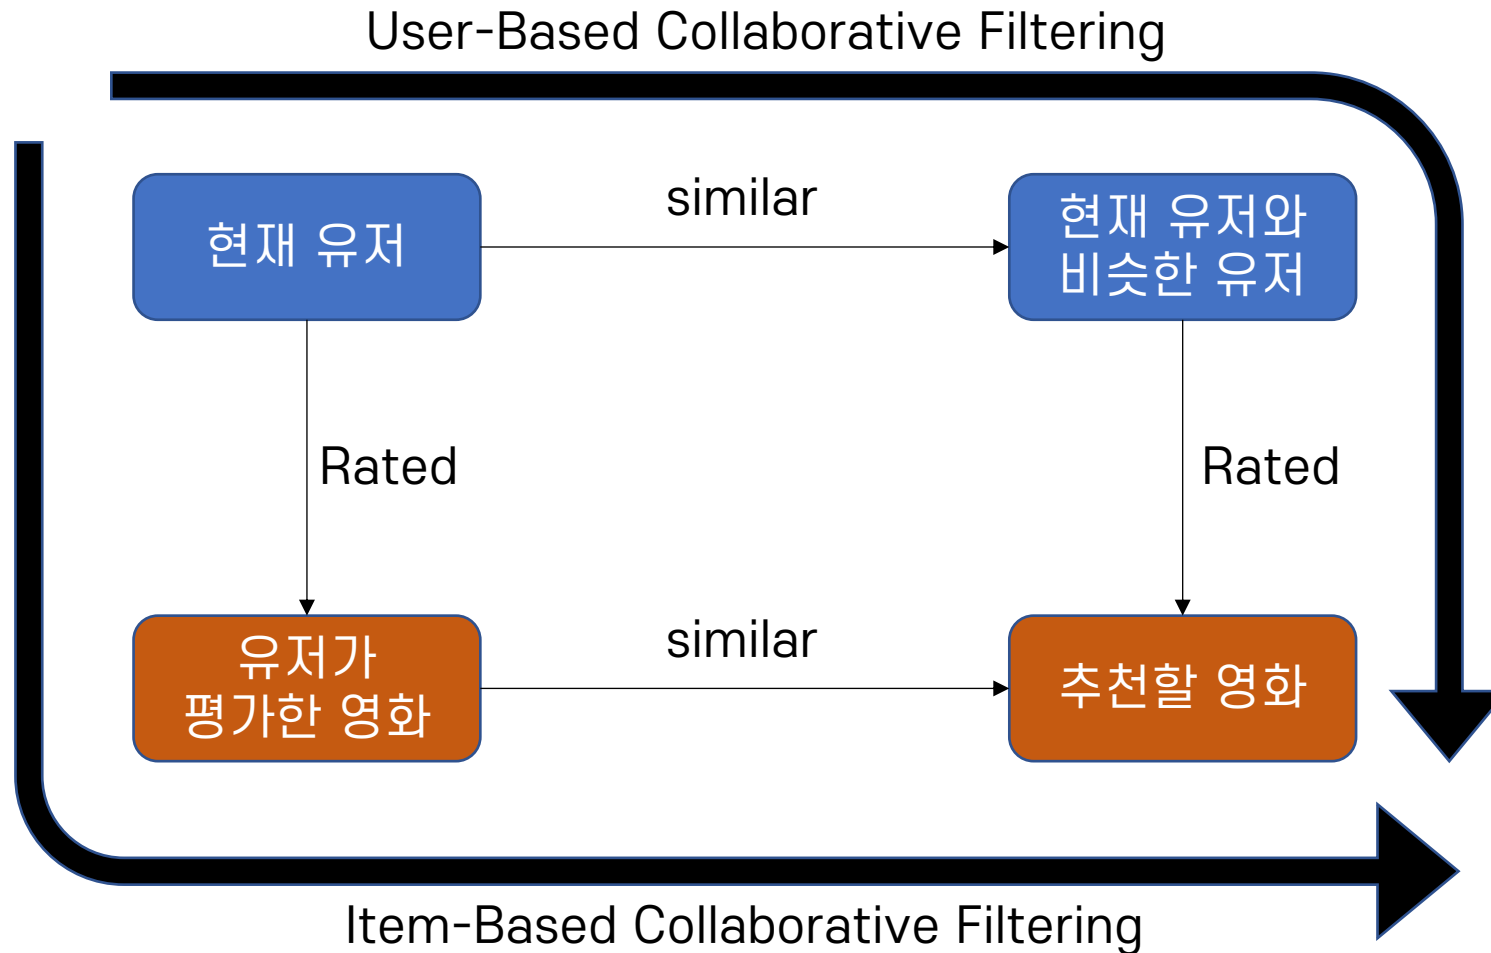 User-Based Collaborative Filtering
현재 유저
similar
현재 유저와
비슷한 유저
Rated
Rated
유저가
평가한 영화
similar
추천할 영화
Item-Based Collaborative Filtering